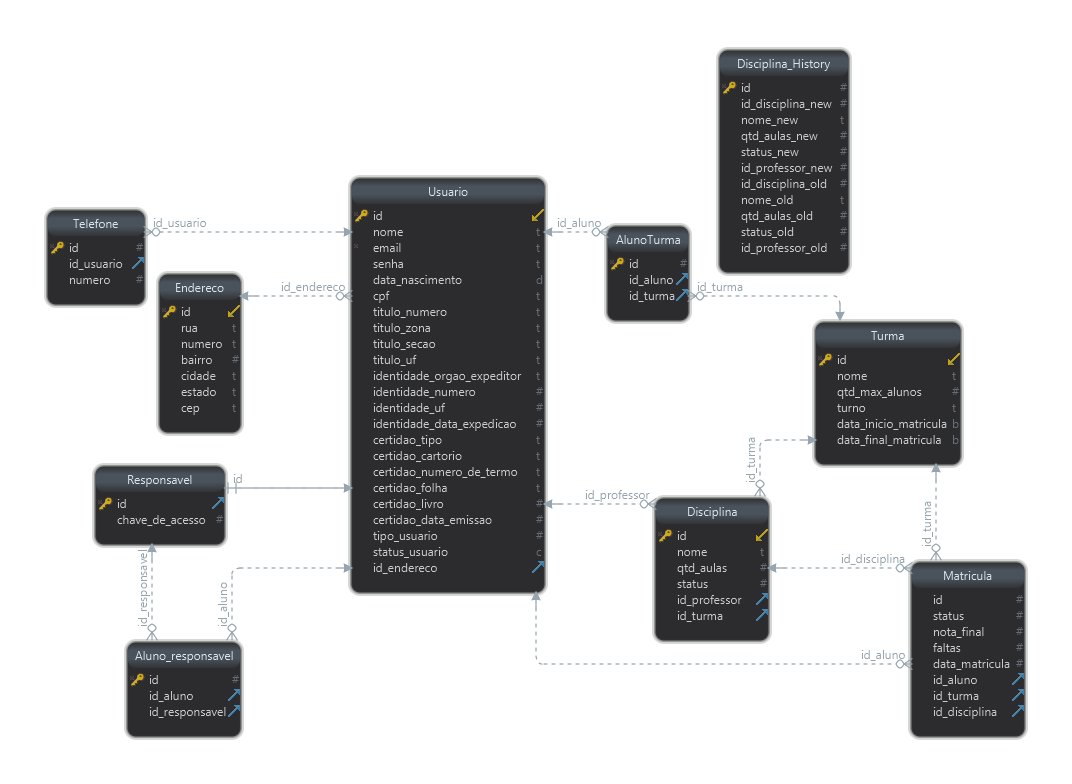 Disciplina_History
id #
id_disciplina_new #
nome_new t
qtd_aulas_new #
status_new #
id_professor_new #
id_disciplina_old #
nome_old t
qtd_aulas_old #
status_old #
id_professor_old #
Usuario
id
nome t
email t
senha t
data_nascimento d
cpf t
titulo_numero t
titulo_zona t
titulo_secao t
titulo_uf t
identidade_orgao_expeditor t
identidade_numero #
identidade_uf #
identidade_data_expedicao #
certidao_tipo t
certidao_cartorio t
certidao_numero_de_termo t
certidao_folha t
certidao_livro #
certidao_data_emissao #
tipo_usuario #
status_usuario c
id_endereco
Telefone
id #
id_usuario
numero #
id_usuario
Endereco
id
rua t
numero t
bairro #
cidade t
estado t
cep t
id_endereco
id_aluno
AlunoTurma
id #
id_aluno
id_turma
id_turma
Turma
id
nome t
qtd_max_alunos #
turno t
data_inicio_matricula b
data_final_matricula b
Responsavel
id
chave_de_acesso #
id
id_responsavel
id_aluno
Aluno_responsavel
id #
id_aluno
id_responsavel
id_professor
id_turma
Disciplina
id
nome t
qtd_aulas #
status #
id_professor
id_turma
id_disciplina
id_turma
id_aluno
Matricula
id #
status #
nota_final #
faltas #
data_matricula #
id_aluno
id_turma
id_disciplina